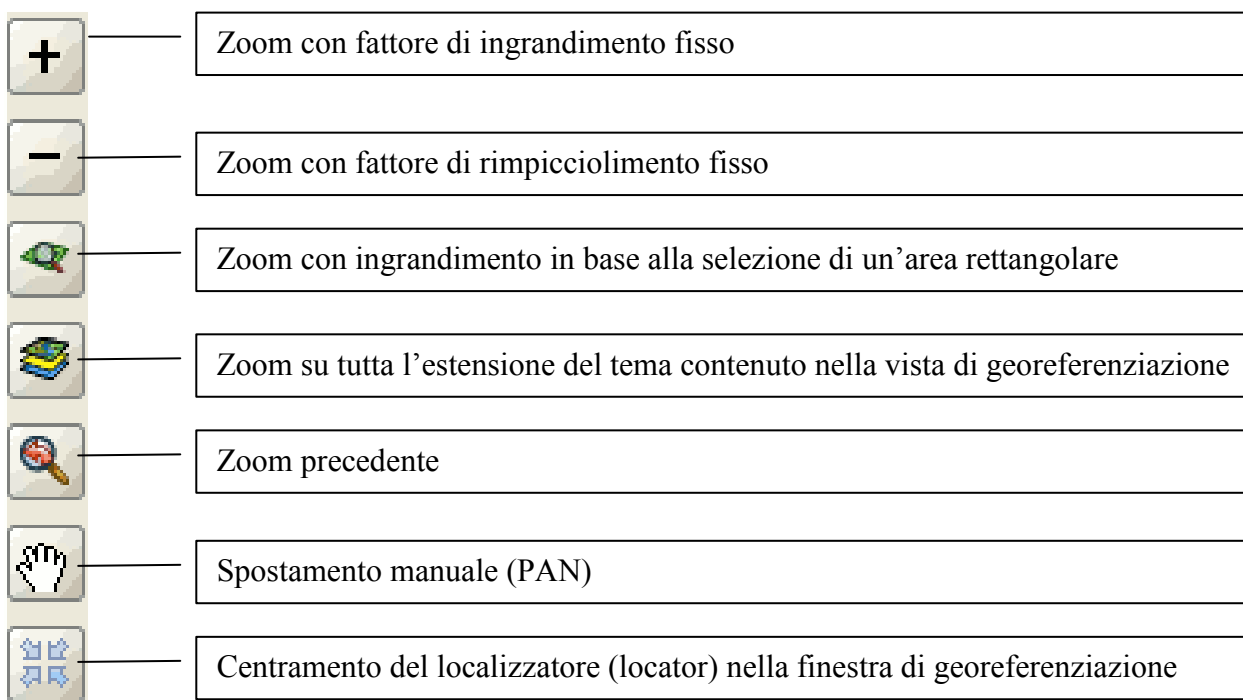 Zoom con fattore di ingrandimento fisso
Zoom con fattore di rimpicciolimento fisso
Zoom con ingrandimento in base alla selezione di un’area rettangolare
Zoom su tutta l’estensione del tema contenuto nella vista di georeferenziazione
Zoom precedente
Spostamento manuale (PAN)
Centramento del localizzatore (locator) nella finestra di georeferenziazione